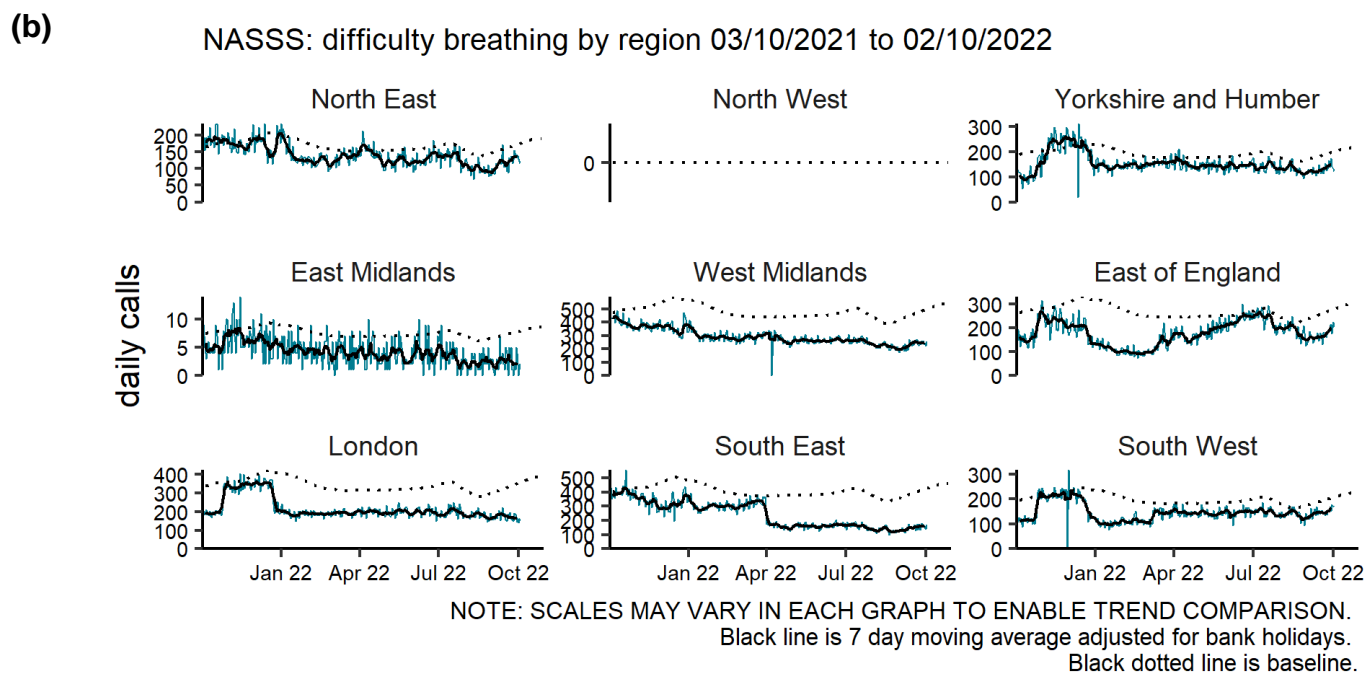 (b)
NASSS: difficulty breathing by region 03/10/2021 to 02/10/2022
North East
North West
Yorkshire and Humber
200
150
100
50
0
0
300
200
100
0
daily calls
East Midlands
West Midlands
East of England
10
5
0
500
400
300
200
100
0
300
200
100
0
London
South East
South West
400
300
200
100
0
500
400
300
200
100
0
300
200
100
0
Jan 22 Apr 22 Jul 22 Oct 22
Jan 22 Apr 22 Jul 22 Oct 22
Jan 22 Apr 22 Jul 22 Oct 22
NOTE: SCALES MAY VARY IN EACH GRAPH TO ENABLE TREND COMPARISON.
Black line is 7 day moving average adjusted for bank holidays.
Black dotted line is baseline.